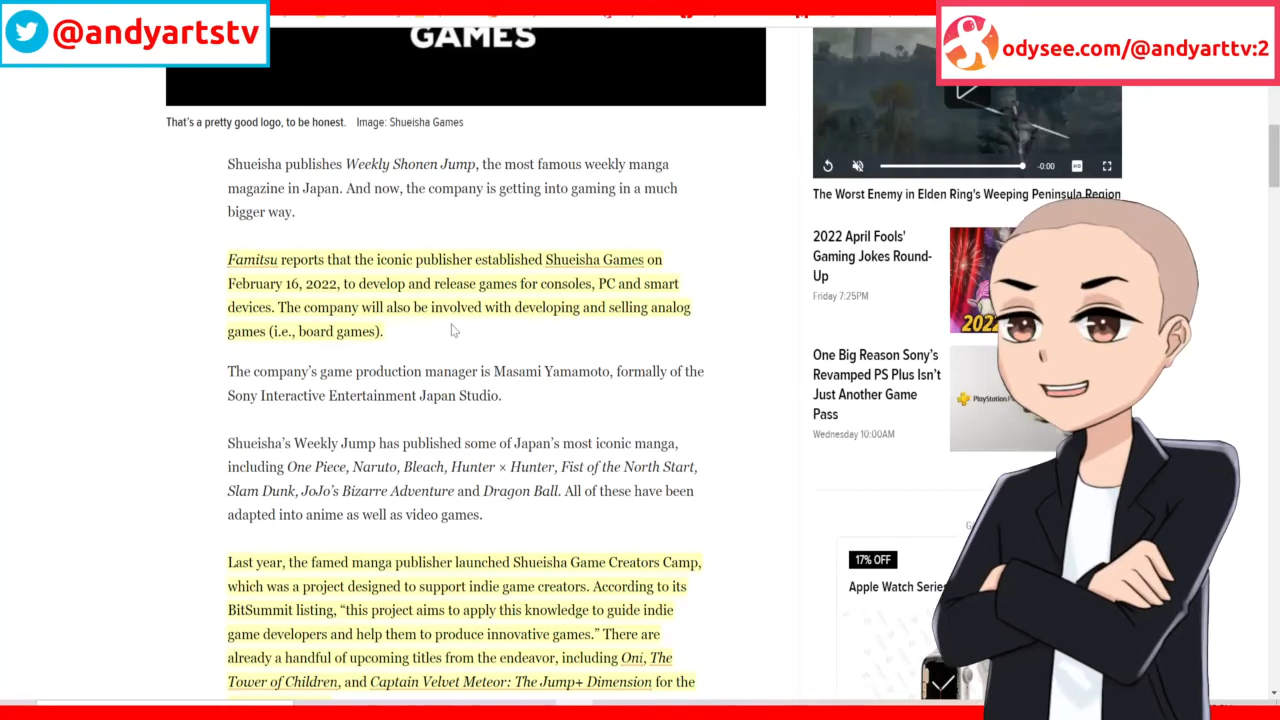 @andyartstv
odysee.com/@andyarttv:2
GAMES
That's a pretty good logo, to be honest. Image: Shueisha Games
Shueisha publishes Weekly Shonen Jump, the most famous weekly manga
magazine in Japan. And now, the company is getting into gaming in a much
bigger way.
Famitsu reports that the iconic publisher established Shueisha Games on
February 16, 2022, to develop and release games for consoles, PC and smart
devices. The company will also be involved with developing and selling analog
games (i.e., board games).
The company's game production manager is Masami Yamamoto, formally of the
Sony Interactive Entertainment Japan Studio.
Shueisha's Weekly Jump has published some of Japan's most iconic manga,
including One Piece, Naruto, Bleach, Hunter × Hunter, Fist of the North Start,
Slam Dunk, JoJo's Bizarre Adventure and Dragon Ball. All of these have been
adapted into anime as well as video games.
Last year, the famed manga publisher launched Shueisha Game Creators Camp,
which was a project designed to support indie game creators. According to its
BitSummit listing, “this project aims to apply this knowledge to guide indie
game developers and help them to produce innovative games.” There are
already a handful of upcoming titles from the endeavor, including Oni, The
Tower of Children, and Captain Velvet Meteor: The Jump+ Dimension for the
-0:00
The Worst Enemy in Elden Ring's Weeping Peninsula Region
2022 April Fools'
Gaming Jokes Round-
Up
Friday 7:25PM
202
One Big Reason Sony's
Revamped PS Plus Isn't
Just Another Game
Pass
Wednesday 10:00AM
PlayStation
17% OFF
Apple Watch Series